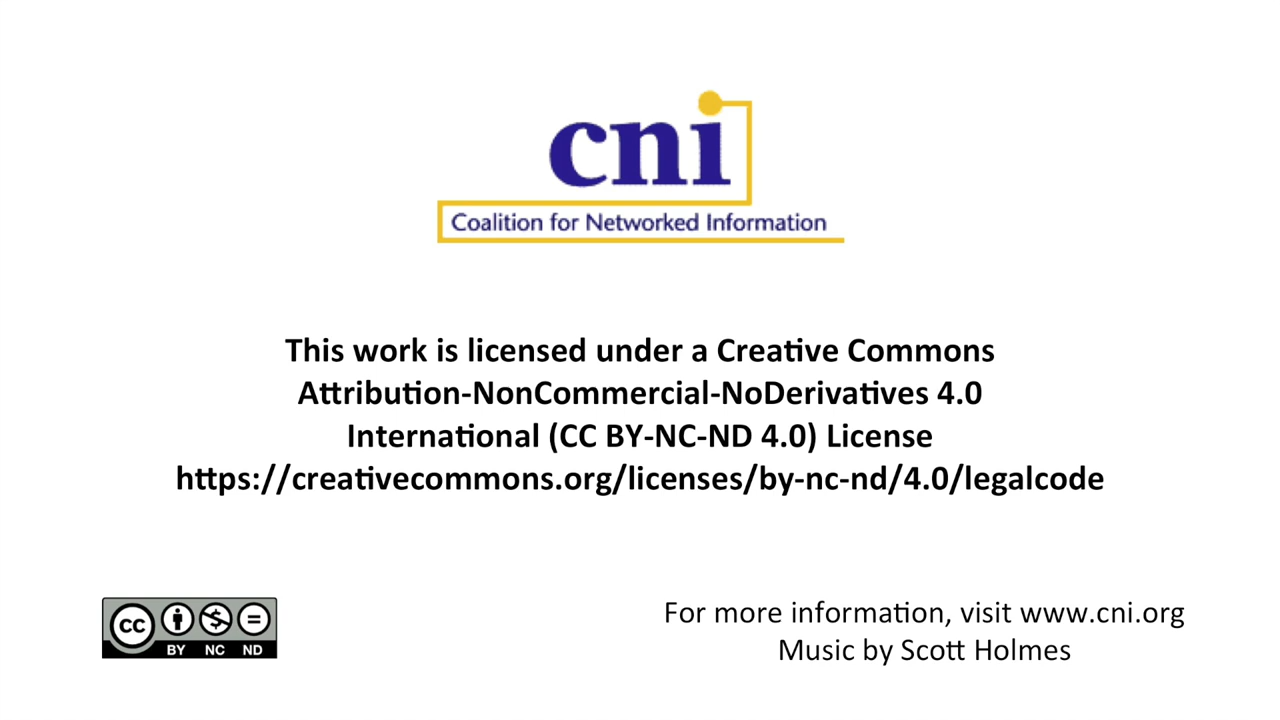 cni
Coalition for Networked Information
This work is licensed under a Creative Commons
Attribution-NonCommercial-NoDerivatives 4.0
International (CC BY-NC-ND 4.0) License
https://creativecommons.org/licenses/by-nc-nd/4.0/legalcode
cc
BY NC ND
For more information, visit www.cni.org
Music by Scott Holmes